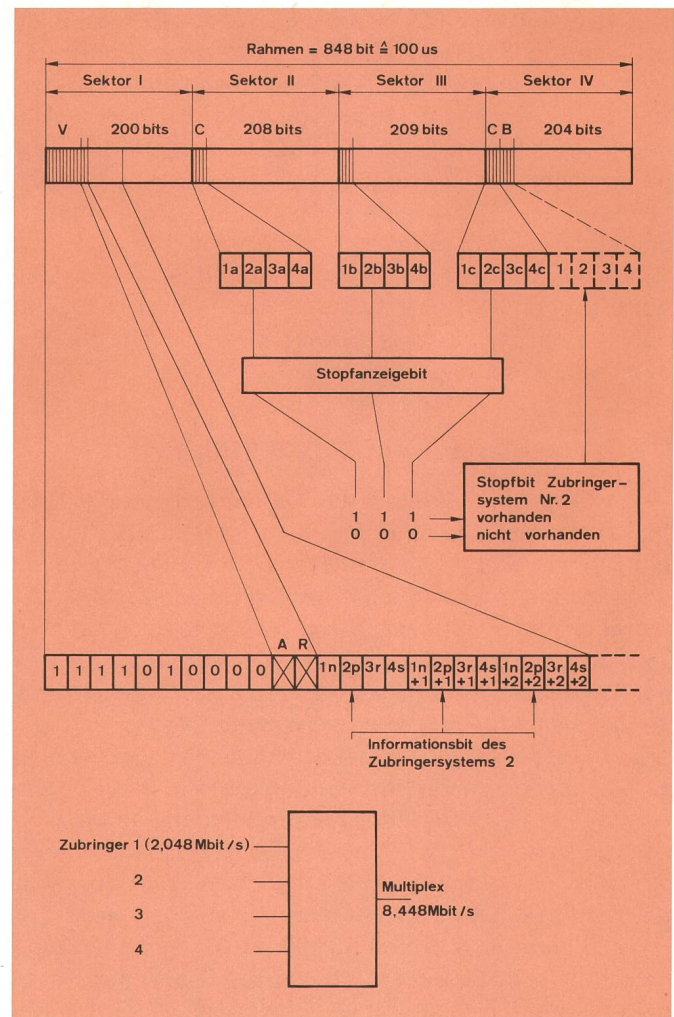 Rahmen = 848 bit ≙ 100 us
Sektor I Sektor II Sektor III Sektor IV
V 200 bits C 208 bits 209 bits C B 204 bits
1a 2a 3a 4a 1b 2b 3b 4b 1c 2c 3c 4c 1 2 3 4
Stopfanzeigebit
Stopfbit Zubringer-
system Nr. 2
1 1 1 vorhanden
0 0 0 nicht vorhanden
A R
1 1 1 1 0 1 0 0 0 0 1n 2p 3r 4s 1n+1 2p+1 3r+1 4s+1 1n+2 2p+2 3r+2 4s+2
Informationsbit des
Zubringersystems 2
Zubringer 1 (2,048 Mbit/s)
2
Multiplex
8,448Mbit/s
3
4